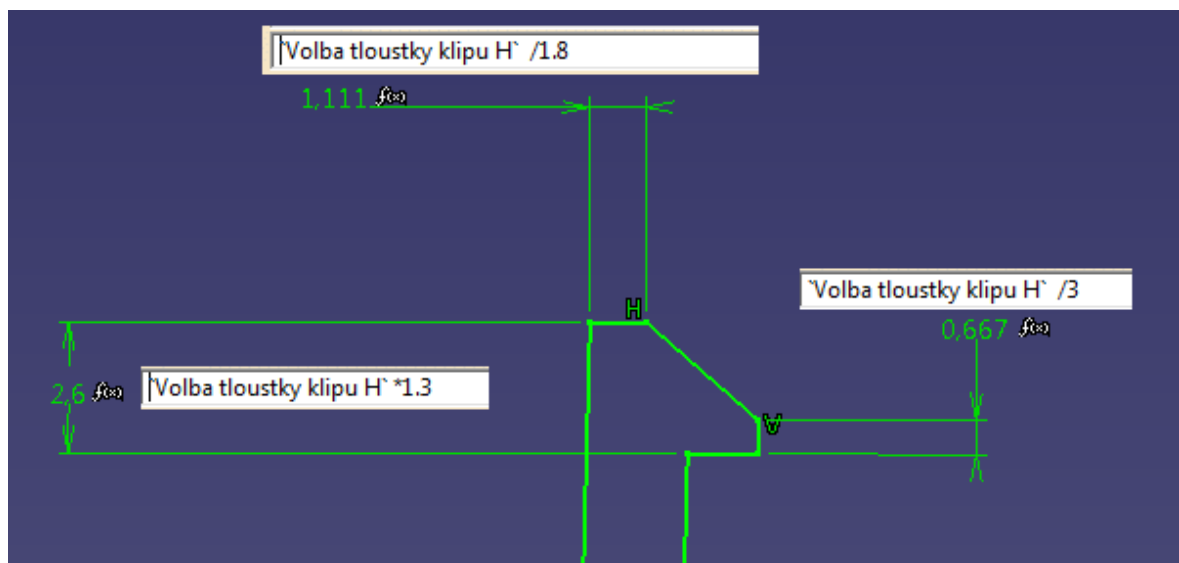 `Volba tloustky klipu H` /1.8
1,111 f(x)
H
`Volba tloustky klipu H` /3
0,667 f(x)
2,6 f(x)
`Volba tloustky klipu H` *1.3
V